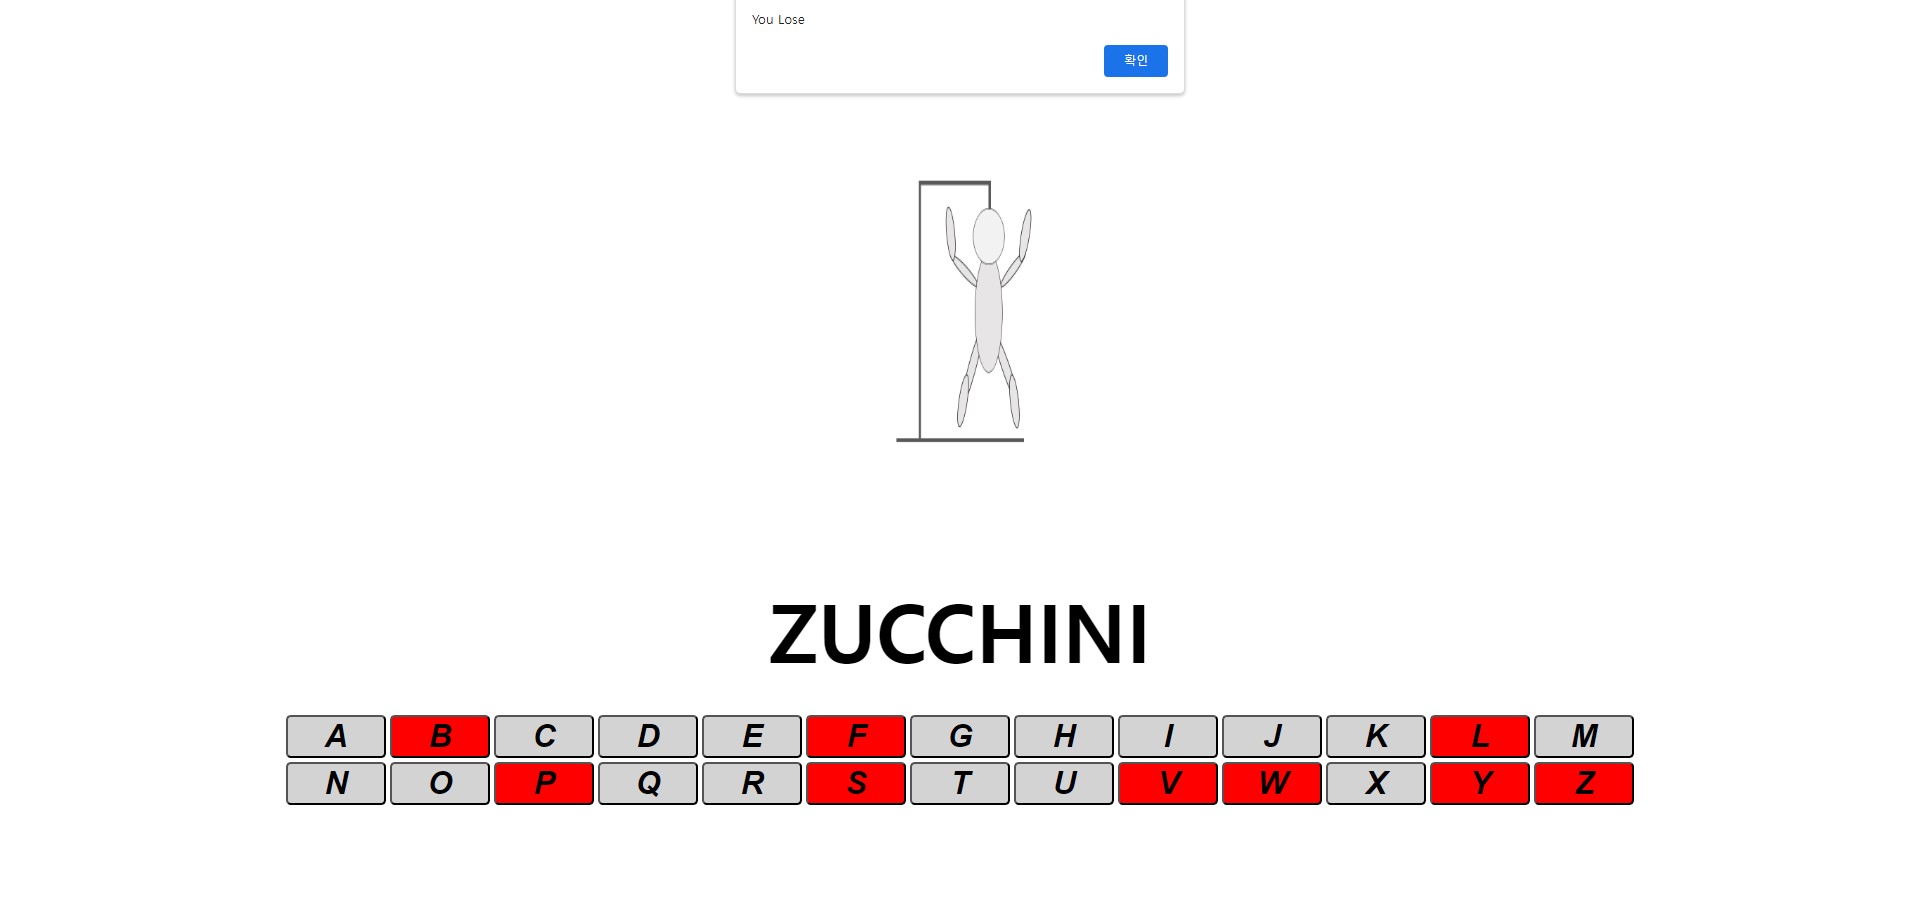 You Lose
확인
ZUCCHINI
A B C D E F G H I J K L M
N O P Q R S T U V W X Y Z